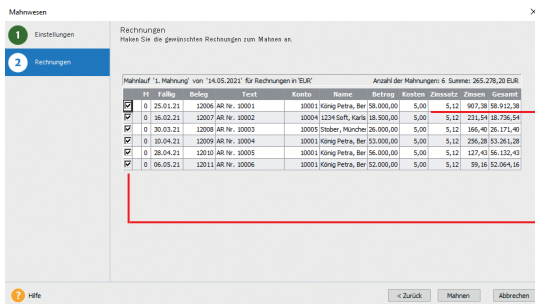 Mahnwesen
1 Einstellungen
2 Rechnungen
Rechnungen
Haken Sie die gewünschten Rechnungen zum Mahnen an.
Mahnlauf '1. Mahnung' von '14.05.2021' für Rechnungen in 'EUR' Anzahl der Mahnungen: 6 Summe: 265.278,20 EUR
M Fällig Beleg Text Konto Name Betrag Kosten Zinssatz Zinsen Gesamt
0 25.01.21 12006 AR Nr. 10001 10001 König Petra, Ber 58.000,00 5,00 5,12 907,38 58.912,38
0 16.02.21 12007 AR Nr. 10002 10004 1234 Soft, Karls 18.500,00 5,00 5,12 231,54 18.736,54
0 30.03.21 12008 AR Nr. 10003 10005 Stober, Münche 26.000,00 5,00 5,12 166,40 26.171,40
0 10.04.21 12009 AR Nr. 10004 10001 König Petra, Ber 53.000,00 5,00 5,12 256,28 53.261,28
0 28.04.21 12010 AR Nr. 10005 10001 König Petra, Ber 56.000,00 5,00 5,12 127,43 56.132,43
0 06.05.21 12011 AR Nr. 10006 10001 König Petra, Ber 52.000,00 5,00 5,12 59,16 52.064,16
? Hilfe
< Zurück Mahnen Abbrechen